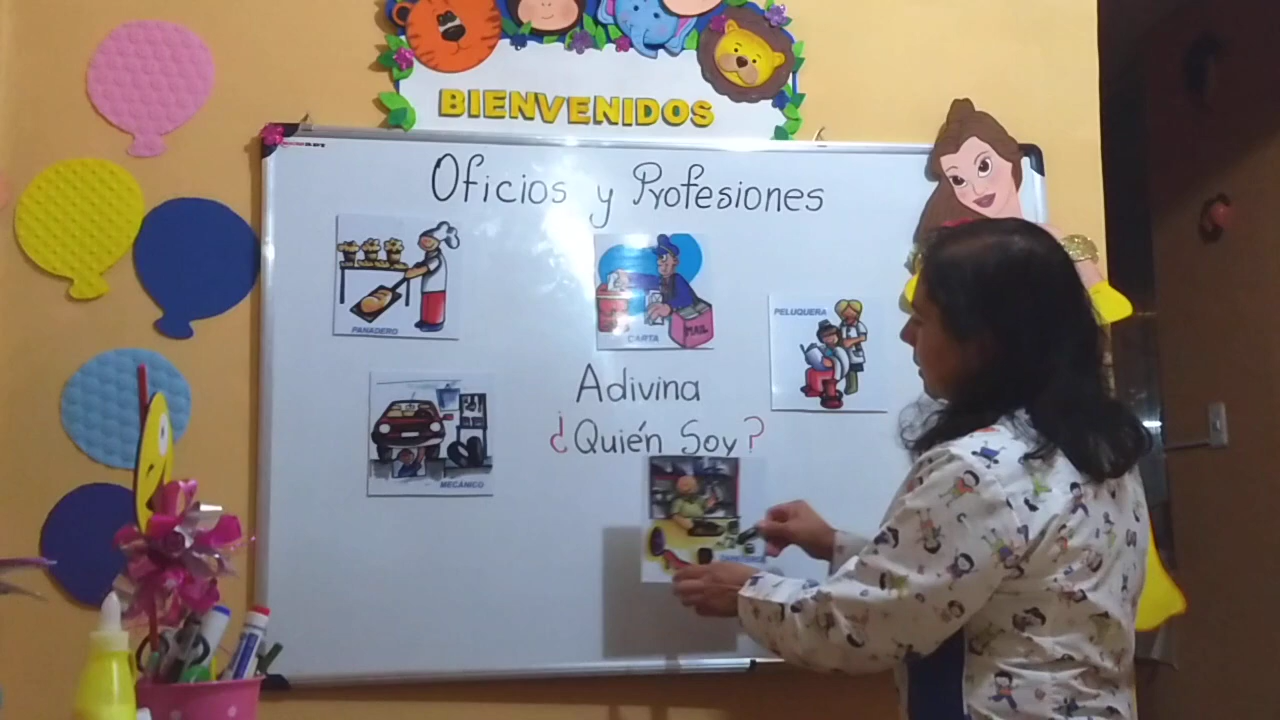 BIENVENIDOS
Oficios y Profesiones
PANADERO
CARTA
MAIL
PELUQUERA
Adivina
¿Quién Soy?
MECÁNICO